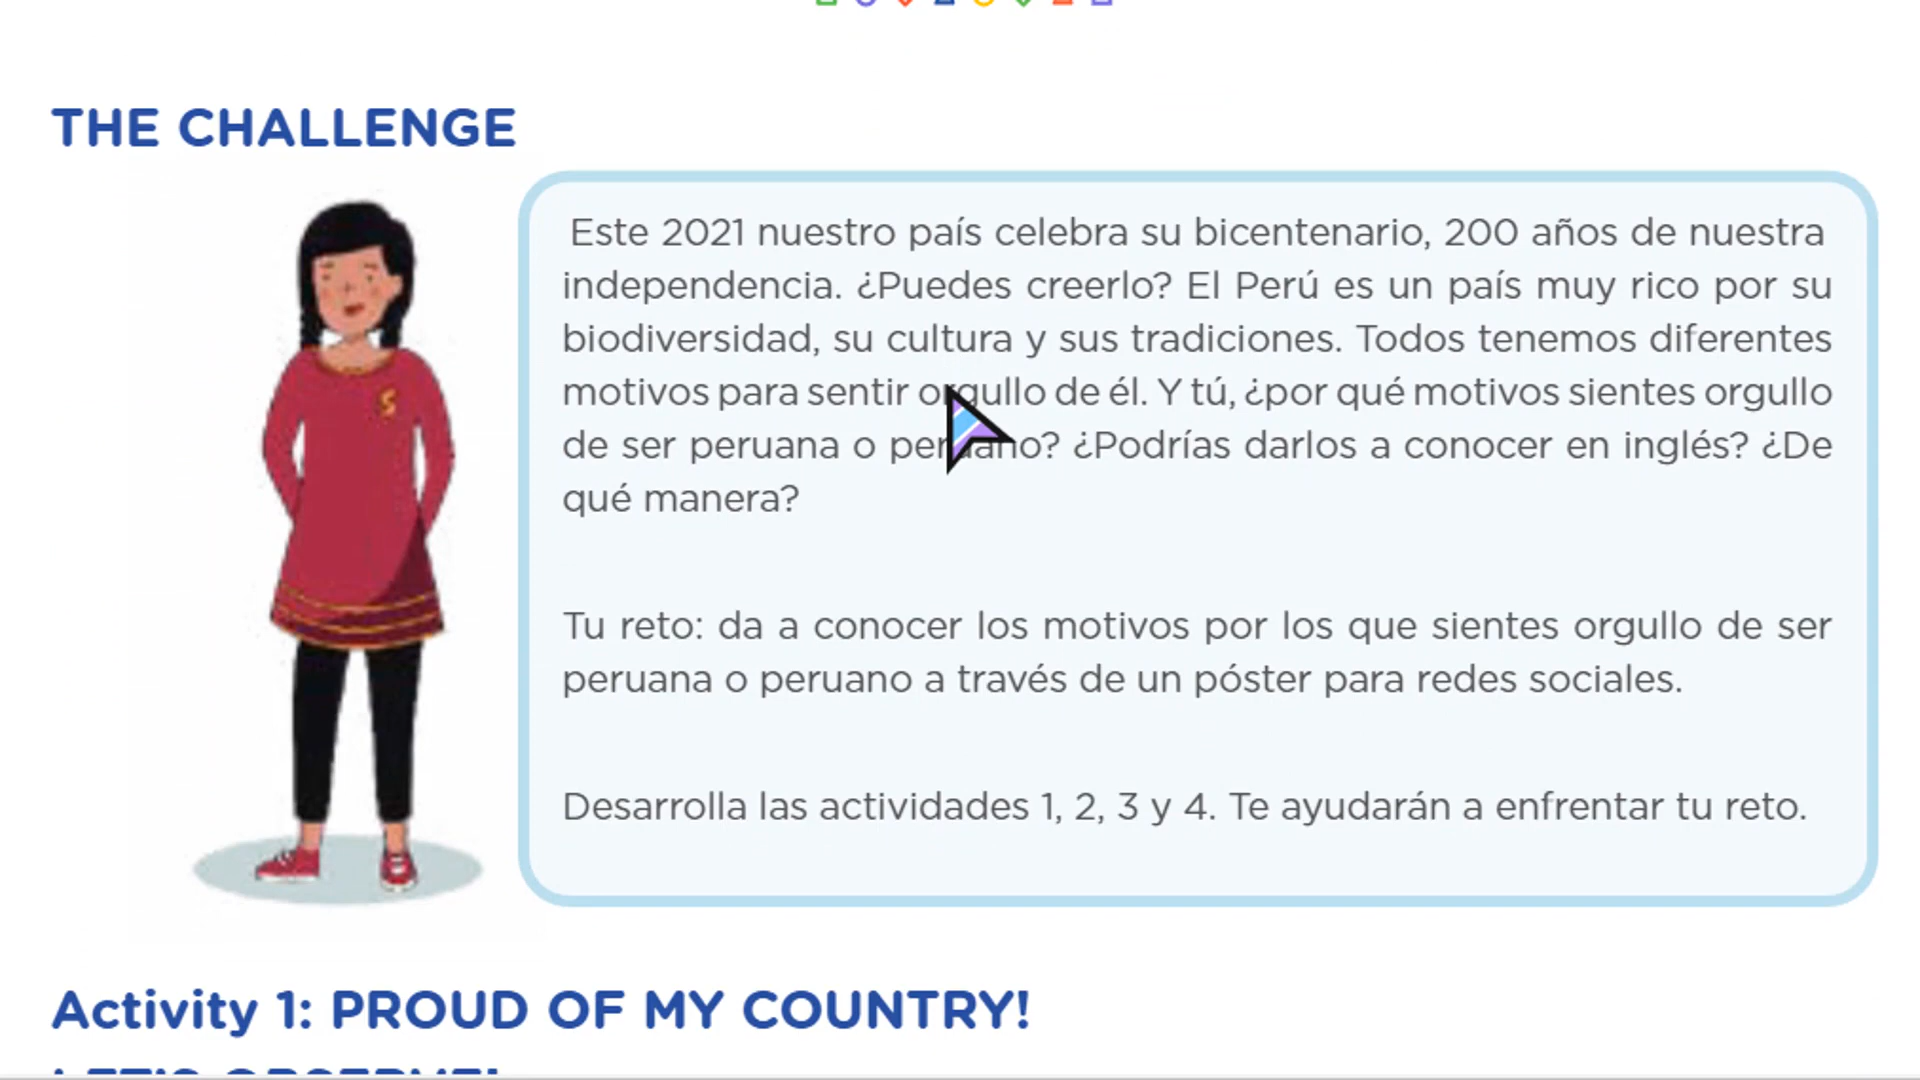 THE CHALLENGE
Este 2021 nuestro país celebra su bicentenario, 200 años de nuestra
independencia. ¿Puedes creerlo? El Perú es un país muy rico por su
biodiversidad, su cultura y sus tradiciones. Todos tenemos diferentes
motivos para sentir orgullo de él. Y tú, ¿por qué motivos sientes orgullo
de ser peruana o peruano? ¿Podrías darlos a conocer en inglés? ¿De
qué manera?
Tu reto: da a conocer los motivos por los que sientes orgullo de ser
peruana o peruano a través de un póster para redes sociales.
Desarrolla las actividades 1, 2, 3 y 4. Te ayudarán a enfrentar tu reto.
Activity 1: PROUD OF MY COUNTRY!
LET'S OBSERVE!